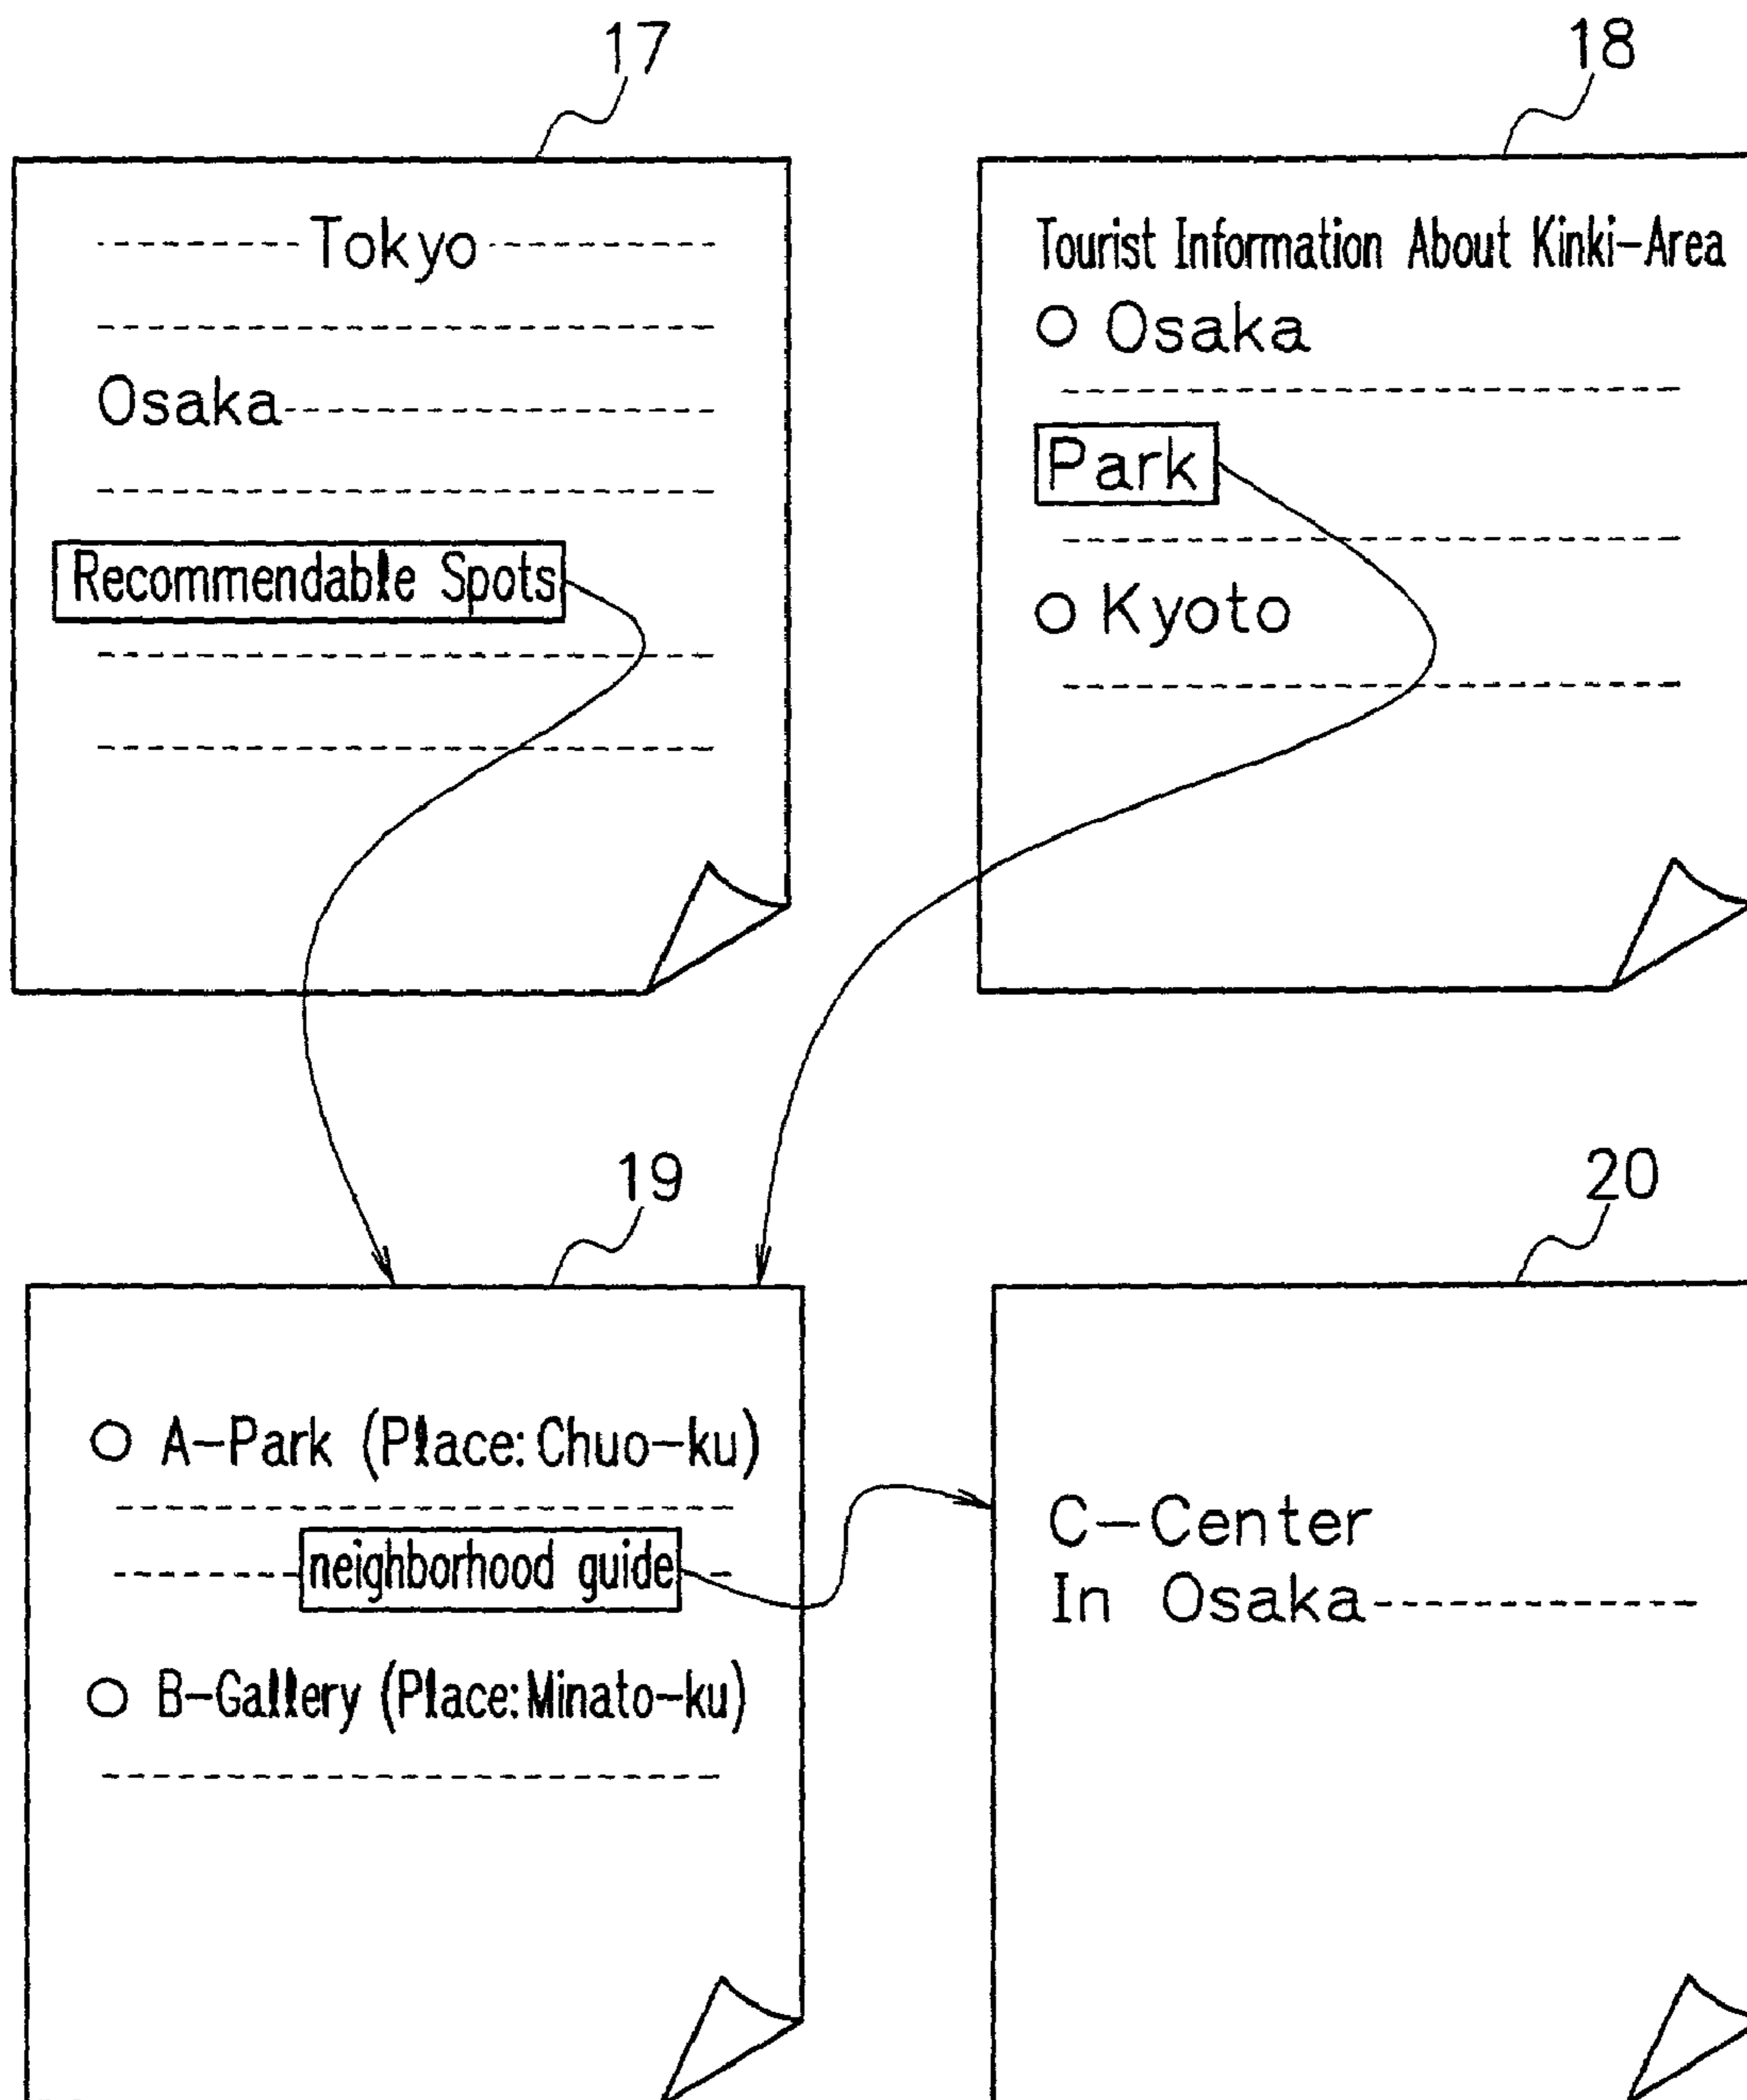 17
Tokyo
Osaka
Recommendable Spots
18
Tourist Information About Kinki-Area
○ Osaka
Park
○ Kyoto
19
○ A-Park (Place:Chuo-ku)
neighborhood guide
○ B-Gallery (Place:Minato-ku)
20
C-Center
In Osaka